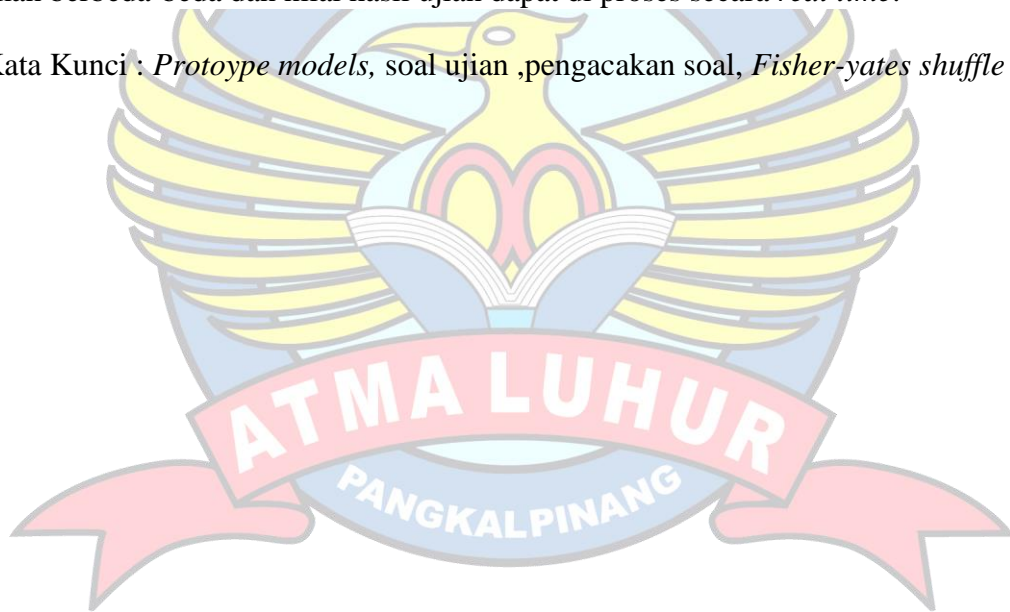 berbeda-beda dan nilai hasil ujian dapat di proses secara real time.
Kata Kunci : Protoype models, soal ujian ,pengacakan soal, Fisher-yates shuffle
ATMA LUHUR
PANGKALPINANG